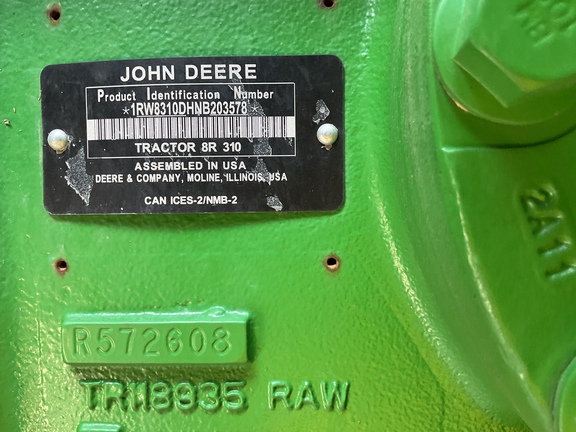 JOHN DEERE
Product Identification Number
*1RW8310DHNB203578*
TRACTOR 8R 310
ASSEMBLED IN USA
DEERE & COMPANY, MOLINE, ILLINOIS, USA
CAN ICES-2/NMB-2
2A11
R572608
TR118935 RAW